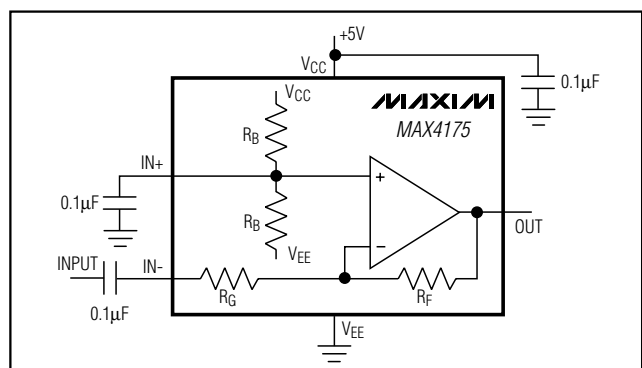 +5V
VCC
0.1µF
VCC
MAXIM
MAX4175
RB
IN+
+
0.1µF
RB
OUT
VEE
−
INPUT
IN-
RG
RF
0.1µF
VEE